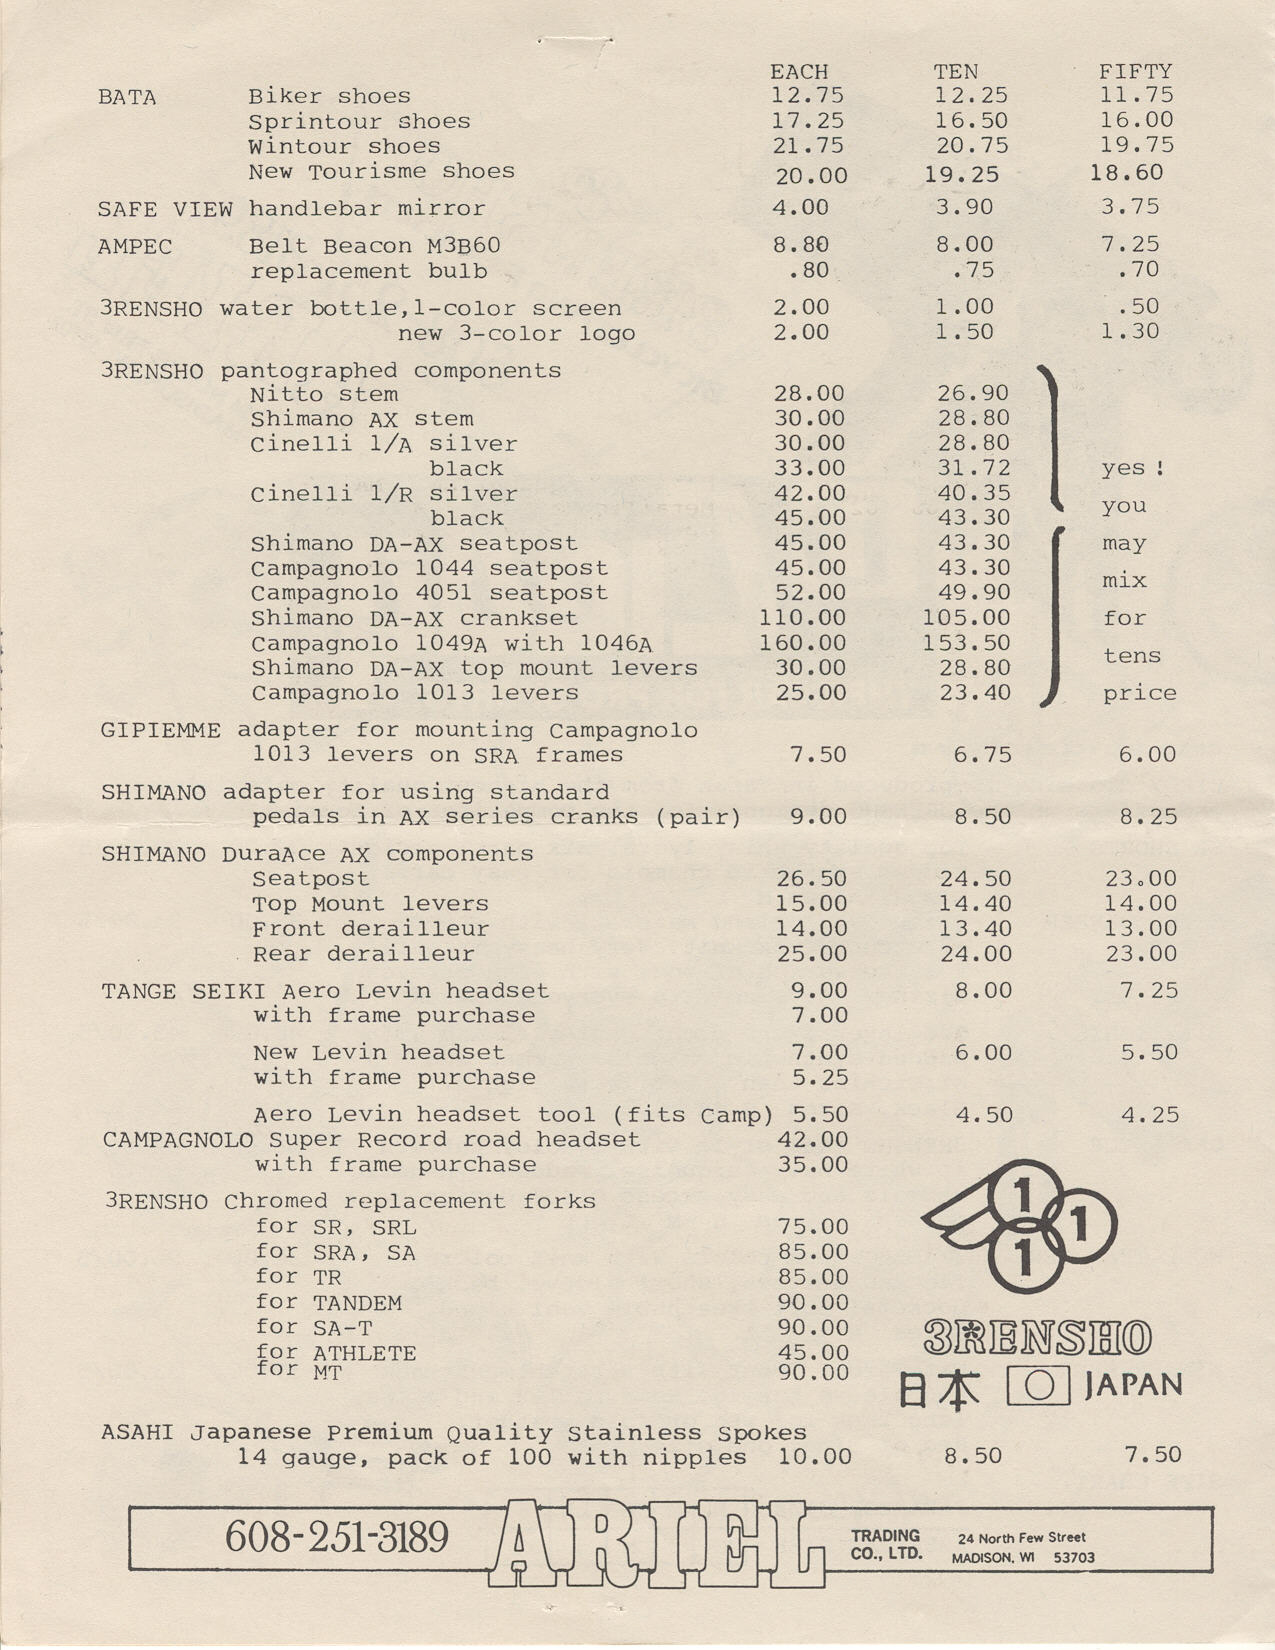 EACH TEN FIFTY
BATA Biker shoes 12.75 12.25 11.75
Sprintour shoes 17.25 16.50 16.00
Wintour shoes 21.75 20.75 19.75
New Tourisme shoes 20.00 19.25 18.60
SAFE VIEW handlebar mirror 4.00 3.90 3.75
AMPEC Belt Beacon M3B60 8.80 8.00 7.25
replacement bulb .80 .75 .70
3RENSHO water bottle,1-color screen 2.00 1.00 .50
new 3-color logo 2.00 1.50 1.30
3RENSHO pantographed components
Nitto stem 28.00 26.90
Shimano AX stem 30.00 28.80
Cinelli 1/A silver 30.00 28.80
black 33.00 31.72 yes !
Cinelli 1/R silver 42.00 40.35 you
black 45.00 43.30
Shimano DA-AX seatpost 45.00 43.30 may
Campagnolo 1044 seatpost 45.00 43.30 mix
Campagnolo 4051 seatpost 52.00 49.90
Shimano DA-AX crankset 110.00 105.00 for
Campagnolo 1049A with 1046A 160.00 153.50 tens
Shimano DA-AX top mount levers 30.00 28.80
Campagnolo 1013 levers 25.00 23.40 price
GIPIEMME adapter for mounting Campagnolo
1013 levers on SRA frames 7.50 6.75 6.00
SHIMANO adapter for using standard
pedals in AX series cranks (pair) 9.00 8.50 8.25
SHIMANO DuraAce AX components
Seatpost 26.50 24.50 23.00
Top Mount levers 15.00 14.40 14.00
Front derailleur 14.00 13.40 13.00
Rear derailleur 25.00 24.00 23.00
TANGE SEIKI Aero Levin headset 9.00 8.00 7.25
with frame purchase 7.00
New Levin headset 7.00 6.00 5.50
with frame purchase 5.25
Aero Levin headset tool (fits Camp) 5.50 4.50 4.25
CAMPAGNOLO Super Record road headset 42.00
with frame purchase 35.00
3RENSHO Chromed replacement forks
for SR, SRL 75.00
for SRA, SA 85.00
for TR 85.00
for TANDEM 90.00
for SA-T 90.00
for ATHLETE 45.00
for MT 90.00
1 1 1
3RENSHO
日本 JAPAN
ASAHI Japanese Premium Quality Stainless Spokes
14 gauge, pack of 100 with nipples 10.00 8.50 7.50
608-251-3189 ARIEL TRADING CO., LTD.
24 North Few Street
MADISON, WI 53703